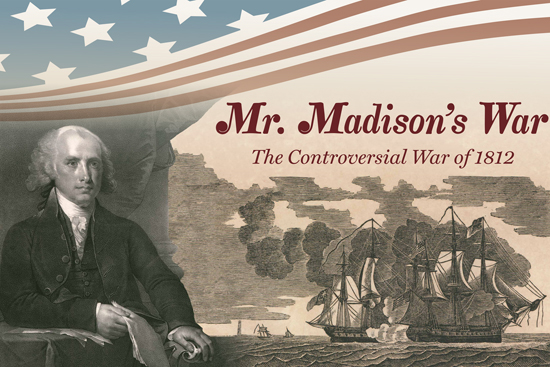 Mr. Madison's War
The Controversial War of 1812